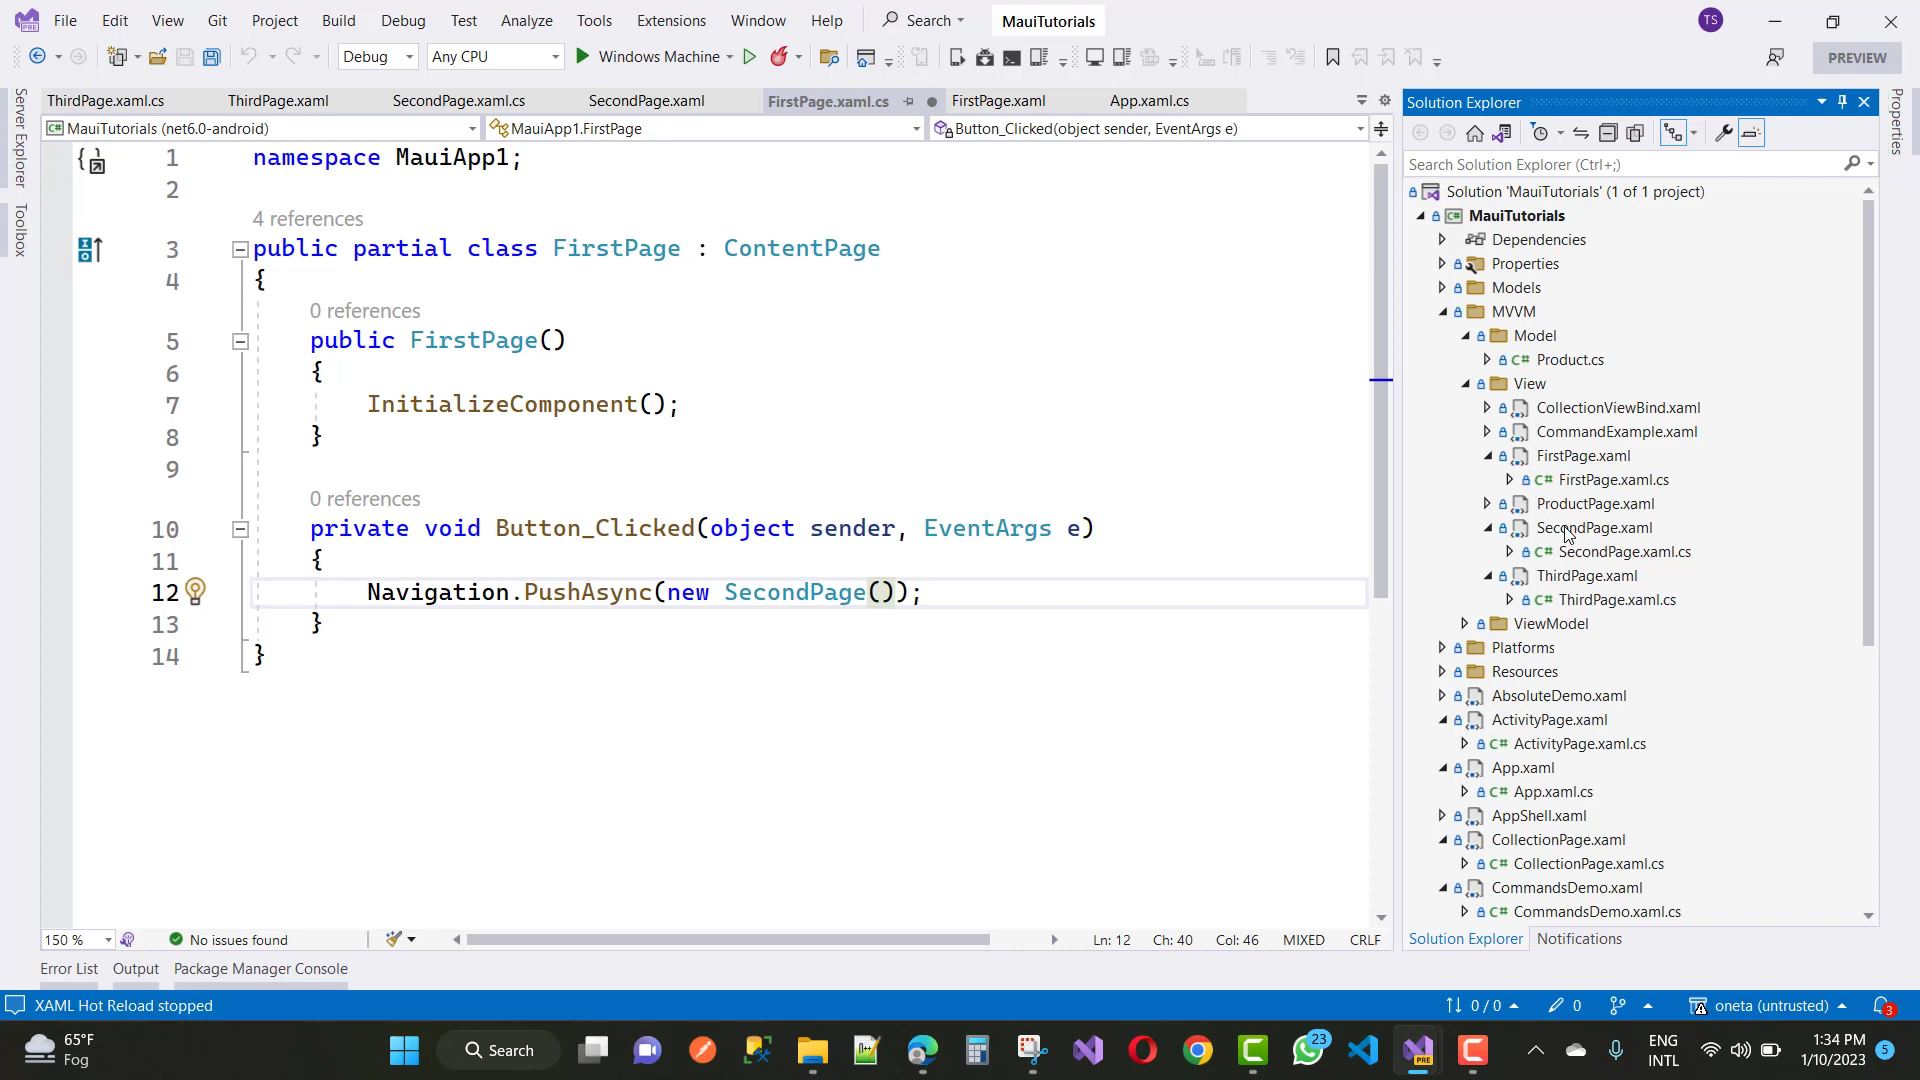 File Edit View Git Project Build Debug Test Analyze Tools Extensions Window Help Search MauiTutorials TS
Debug Any CPU Windows Machine PREVIEW
ThirdPage.xaml.cs ThirdPage.xaml SecondPage.xaml.cs SecondPage.xaml FirstPage.xaml.cs FirstPage.xaml App.xaml.cs
MauiTutorials (net6.0-android) MauiApp1.FirstPage Button_Clicked(object sender, EventArgs e)
Server Explorer
Toolbox
1 namespace MauiApp1;
2
4 references
3 public partial class FirstPage : ContentPage
4 {
0 references
5 public FirstPage()
6 {
7 InitializeComponent();
8 }
9
0 references
10 private void Button_Clicked(object sender, EventArgs e)
11 {
12 Navigation.PushAsync(new SecondPage());
13 }
14 }
150 % No issues found Ln: 12 Ch: 40 Col: 46 MIXED CRLF
Solution Explorer
Search Solution Explorer (Ctrl+;)
Solution 'MauiTutorials' (1 of 1 project)
C# MauiTutorials
Dependencies
Properties
Models
MVVM
Model
C# Product.cs
View
CollectionViewBind.xaml
CommandExample.xaml
FirstPage.xaml
C# FirstPage.xaml.cs
ProductPage.xaml
SecondPage.xaml
C# SecondPage.xaml.cs
ThirdPage.xaml
C# ThirdPage.xaml.cs
ViewModel
Platforms
Resources
AbsoluteDemo.xaml
ActivityPage.xaml
C# ActivityPage.xaml.cs
App.xaml
C# App.xaml.cs
AppShell.xaml
CollectionPage.xaml
C# CollectionPage.xaml.cs
CommandsDemo.xaml
C# CommandsDemo.xaml.cs
Solution Explorer Notifications
Properties
Error List Output Package Manager Console
XAML Hot Reload stopped 0 / 0 0 oneta (untrusted) 3
65°F
Fog
Search
23
PRE
ENG
INTL
1:34 PM
1/10/2023
5